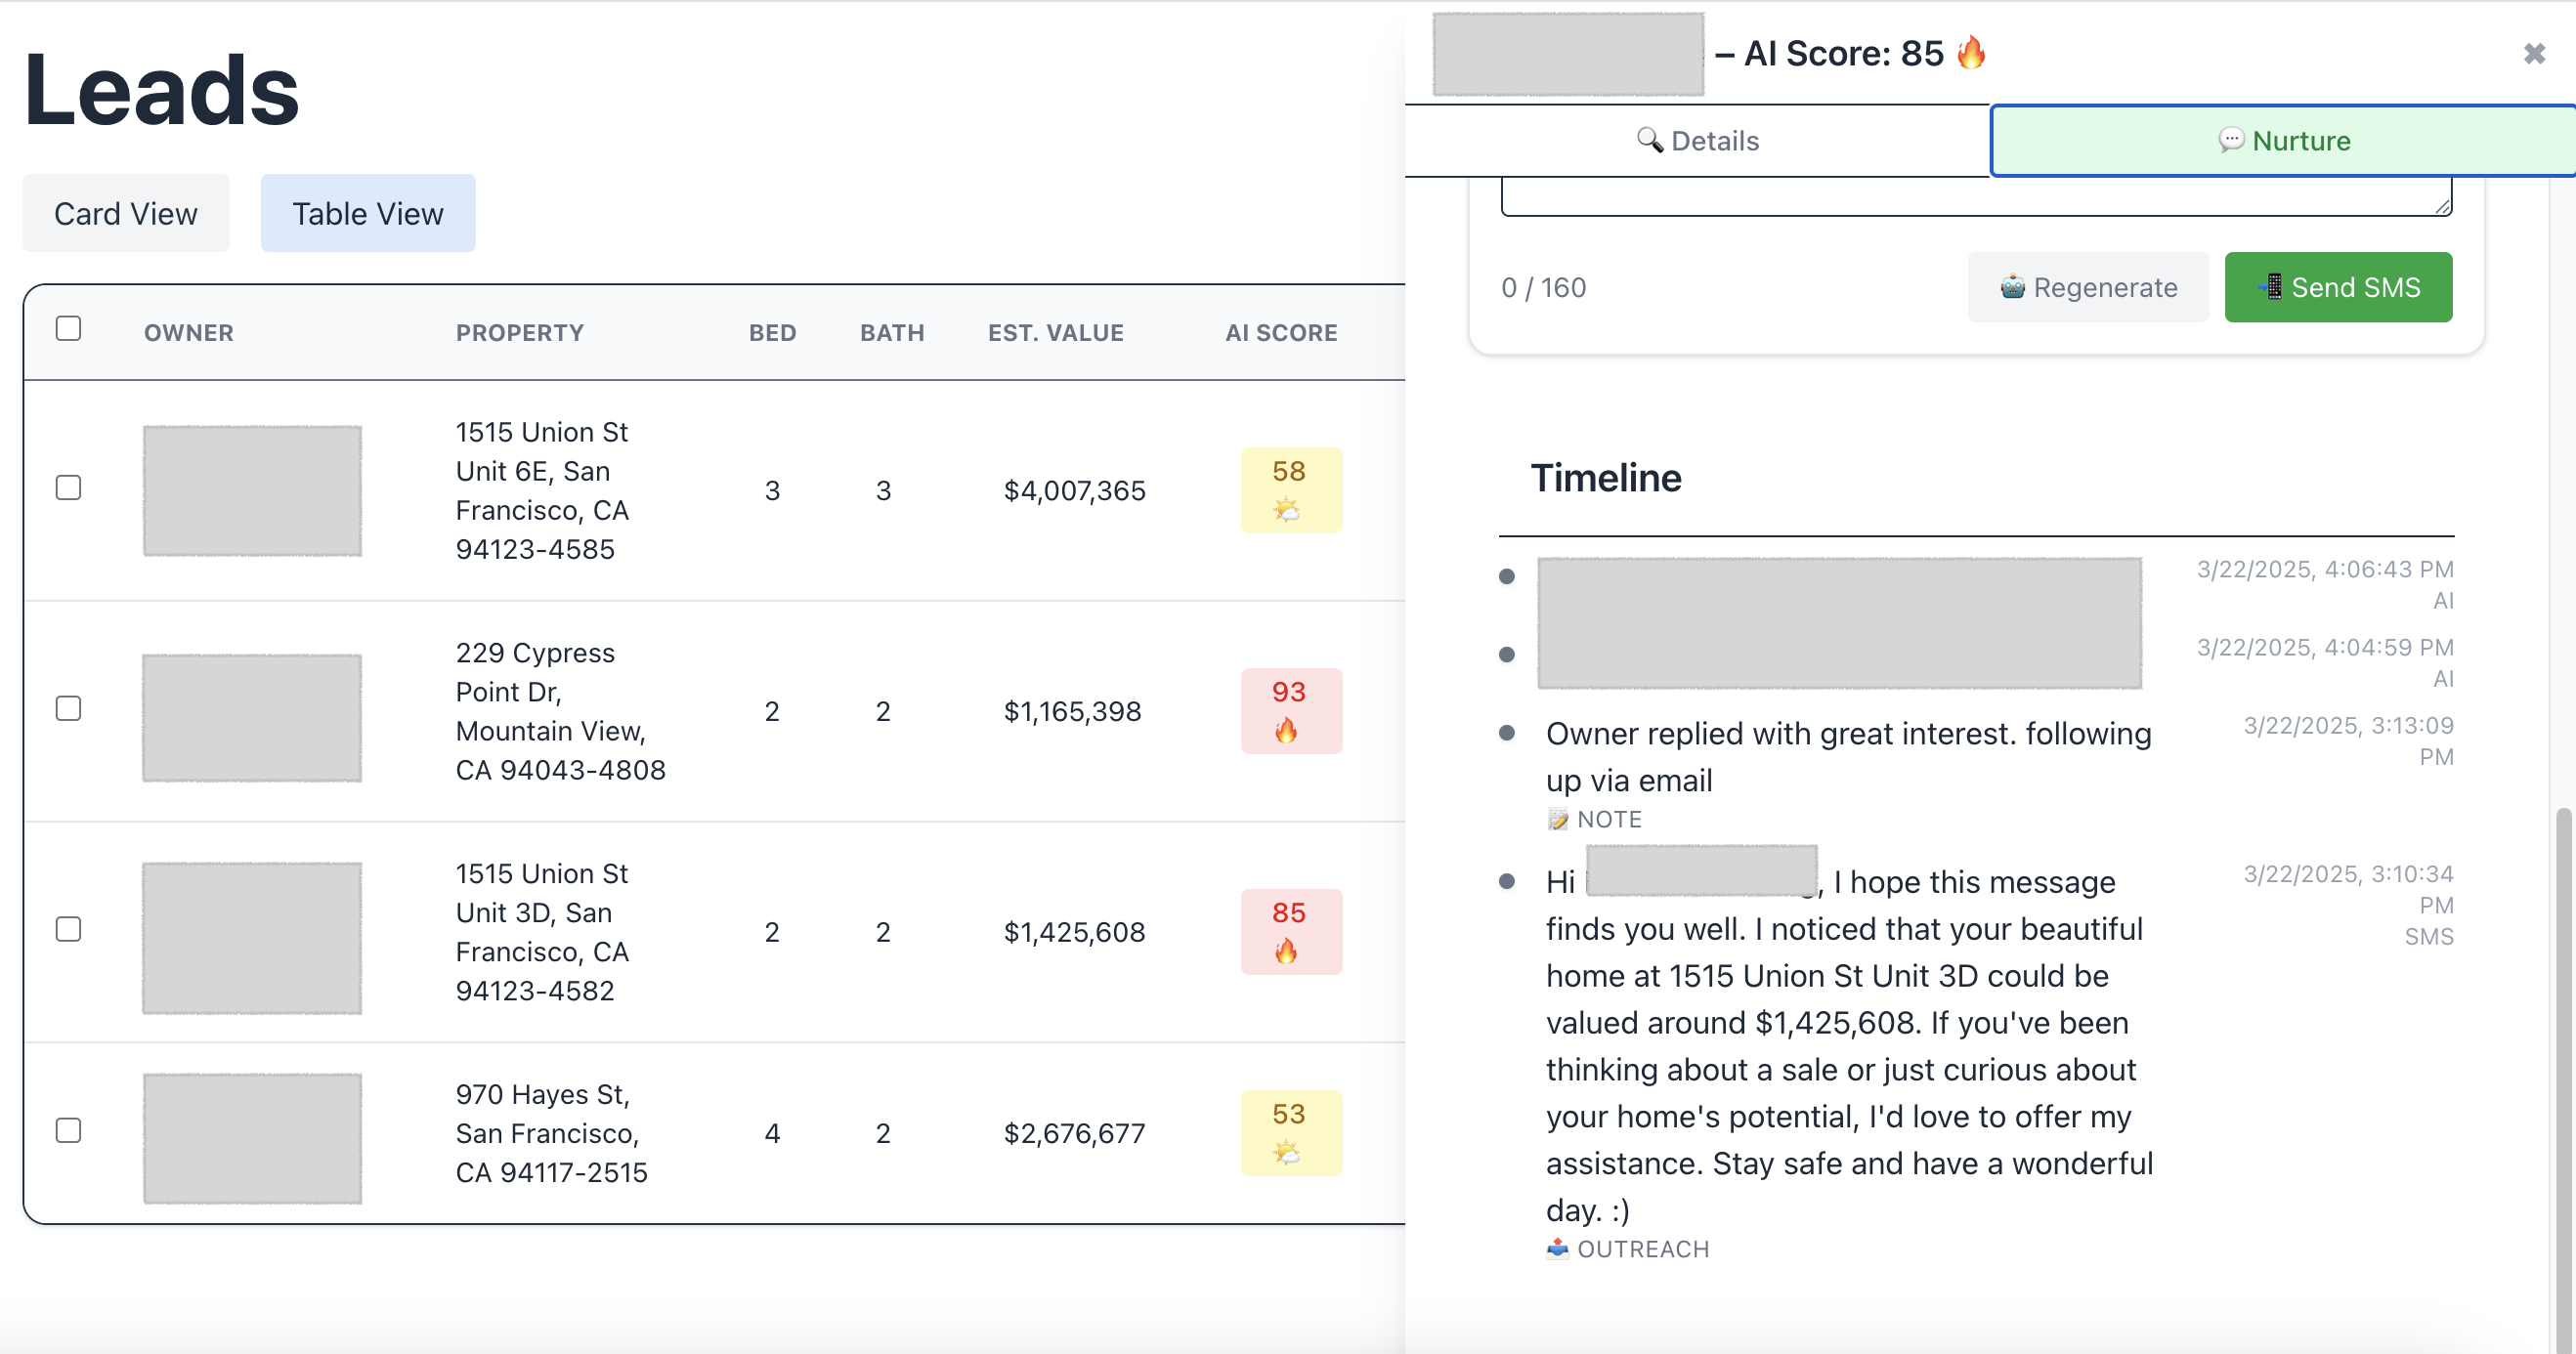 Leads
Card View
Table View
OWNER PROPERTY BED BATH EST. VALUE AI SCORE
1515 Union St
Unit 6E, San
Francisco, CA
94123-4585
3 3 $4,007,365 58
229 Cypress
Point Dr,
Mountain View,
CA 94043-4808
2 2 $1,165,398 93
1515 Union St
Unit 3D, San
Francisco, CA
94123-4582
2 2 $1,425,608 85
970 Hayes St,
San Francisco,
CA 94117-2515
4 2 $2,676,677 53
– AI Score: 85 🔥
✖
🔍 Details
💬 Nurture
0 / 160
🤖 Regenerate
📲 Send SMS
Timeline
3/22/2025, 4:06:43 PM
AI
3/22/2025, 4:04:59 PM
AI
Owner replied with great interest. following
up via email
📝 NOTE
3/22/2025, 3:13:09
PM
Hi , I hope this message
finds you well. I noticed that your beautiful
home at 1515 Union St Unit 3D could be
valued around $1,425,608. If you've been
thinking about a sale or just curious about
your home's potential, I'd love to offer my
assistance. Stay safe and have a wonderful
day. :)
📤 OUTREACH
3/22/2025, 3:10:34
PM
SMS